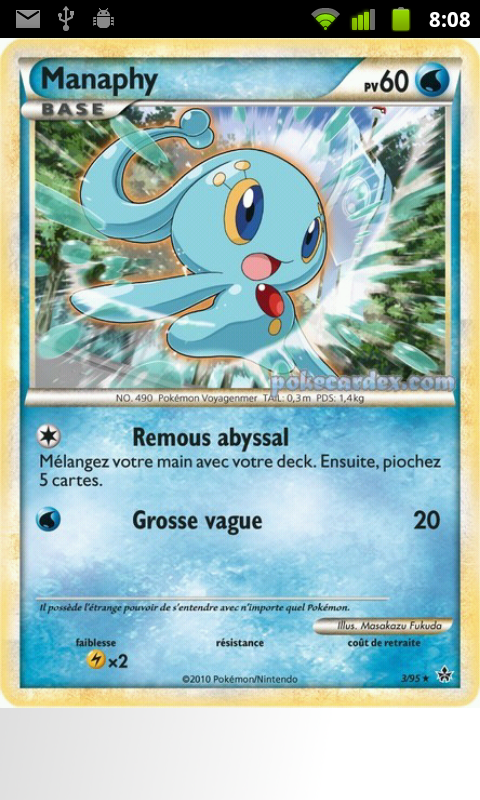 8:08
Manaphy
PV60
BASE
pokecardex.com
NO. 490 Pokémon Voyagenmer TAIL: 0,3m PDS: 1,4kg
Remous abyssal
Mélangez votre main avec votre deck. Ensuite, piochez
5 cartes.
Grosse vague 20
Il possède l'étrange pouvoir de s'entendre avec n'importe quel Pokémon.
Illus. Masakazu Fukuda
faiblesse résistance coût de retraite
x2
©2010 Pokémon/Nintendo 3/95★